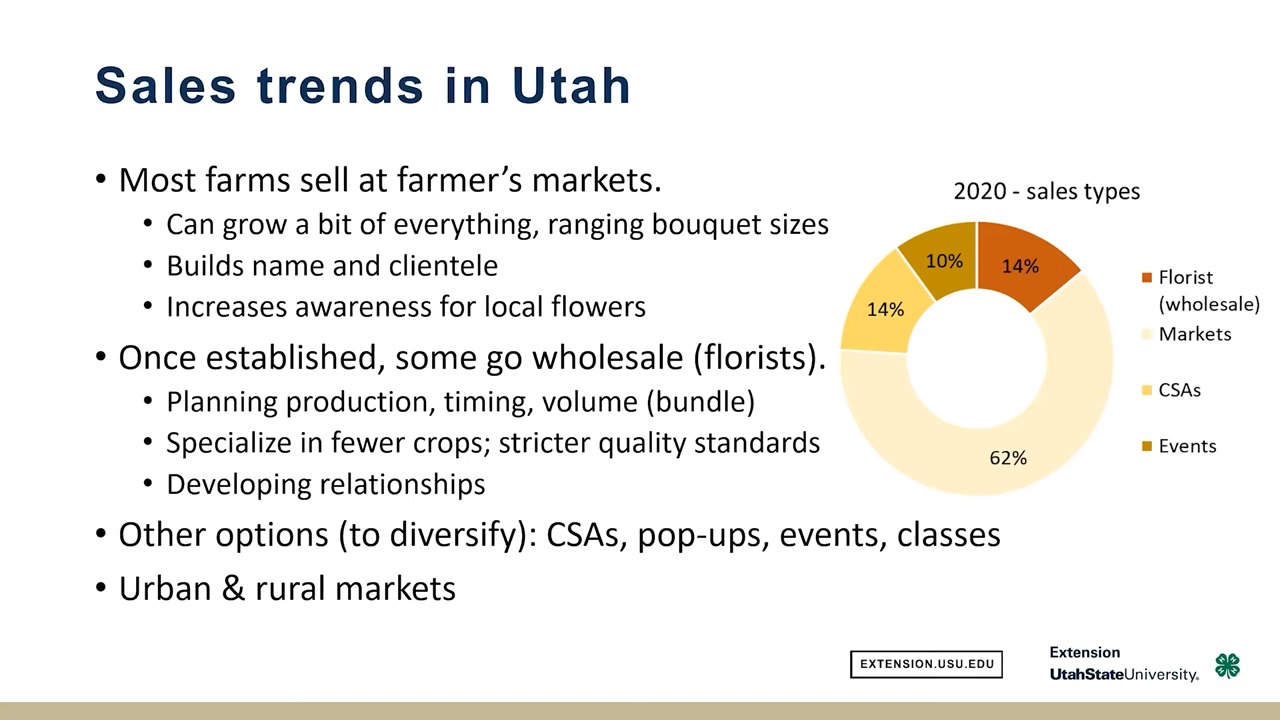 Sales trends in Utah
• Most farms sell at farmer’s markets.
• Can grow a bit of everything, ranging bouquet sizes
• Builds name and clientele
• Increases awareness for local flowers
• Once established, some go wholesale (florists).
• Planning production, timing, volume (bundle)
• Specialize in fewer crops; stricter quality standards
• Developing relationships
• Other options (to diversify): CSAs, pop-ups, events, classes
• Urban & rural markets
2020 - sales types
10%
14%
14%
62%
Florist
(wholesale)
Markets
CSAs
Events
EXTENSION.USU.EDU
Extension
UtahStateUniversity®